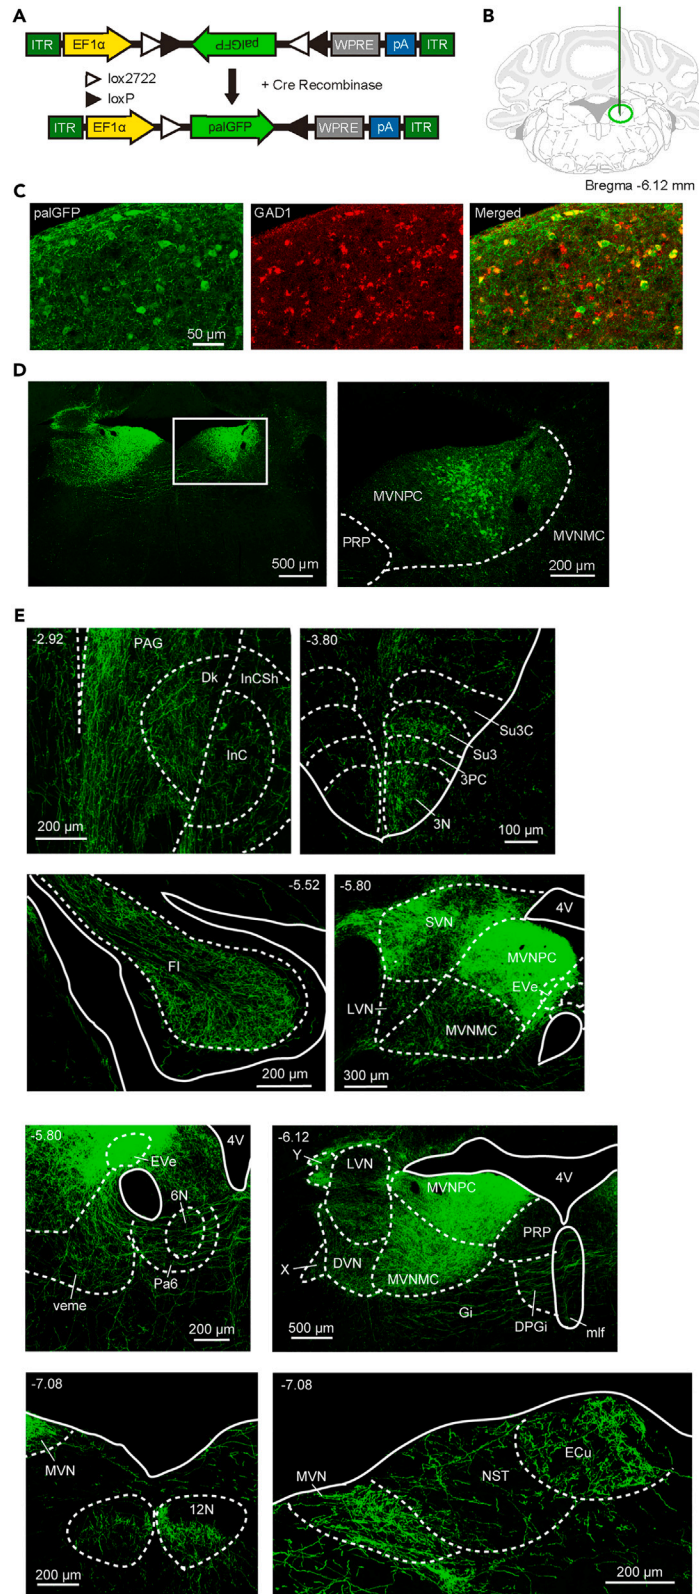 A
ITR EF1α palGFP WPRE pA ITR
lox2722
loxP
+ Cre Recombinase
ITR EF1α palGFP WPRE pA ITR
B
Bregma -6.12 mm
C
palGFP
50 µm
GAD1
Merged
D
500 µm
MVNPC
PRP
MVNMC
200 µm
E
-2.92
PAG
Dk
InCSh
InC
200 µm
-3.80
Su3C
Su3
3PC
3N
100 µm
-5.52
Fl
200 µm
-5.80
4V
SVN
MVNPC
EVe
LVN
MVNMC
300 µm
-5.80
4V
EVe
6N
Pa6
veme
200 µm
-6.12
Y
LVN
4V
MVNPC
PRP
X
DVN
MVNMC
Gi
DPGi
mlf
500 µm
-7.08
MVN
12N
200 µm
-7.08
ECu
MVN
NST
200 µm